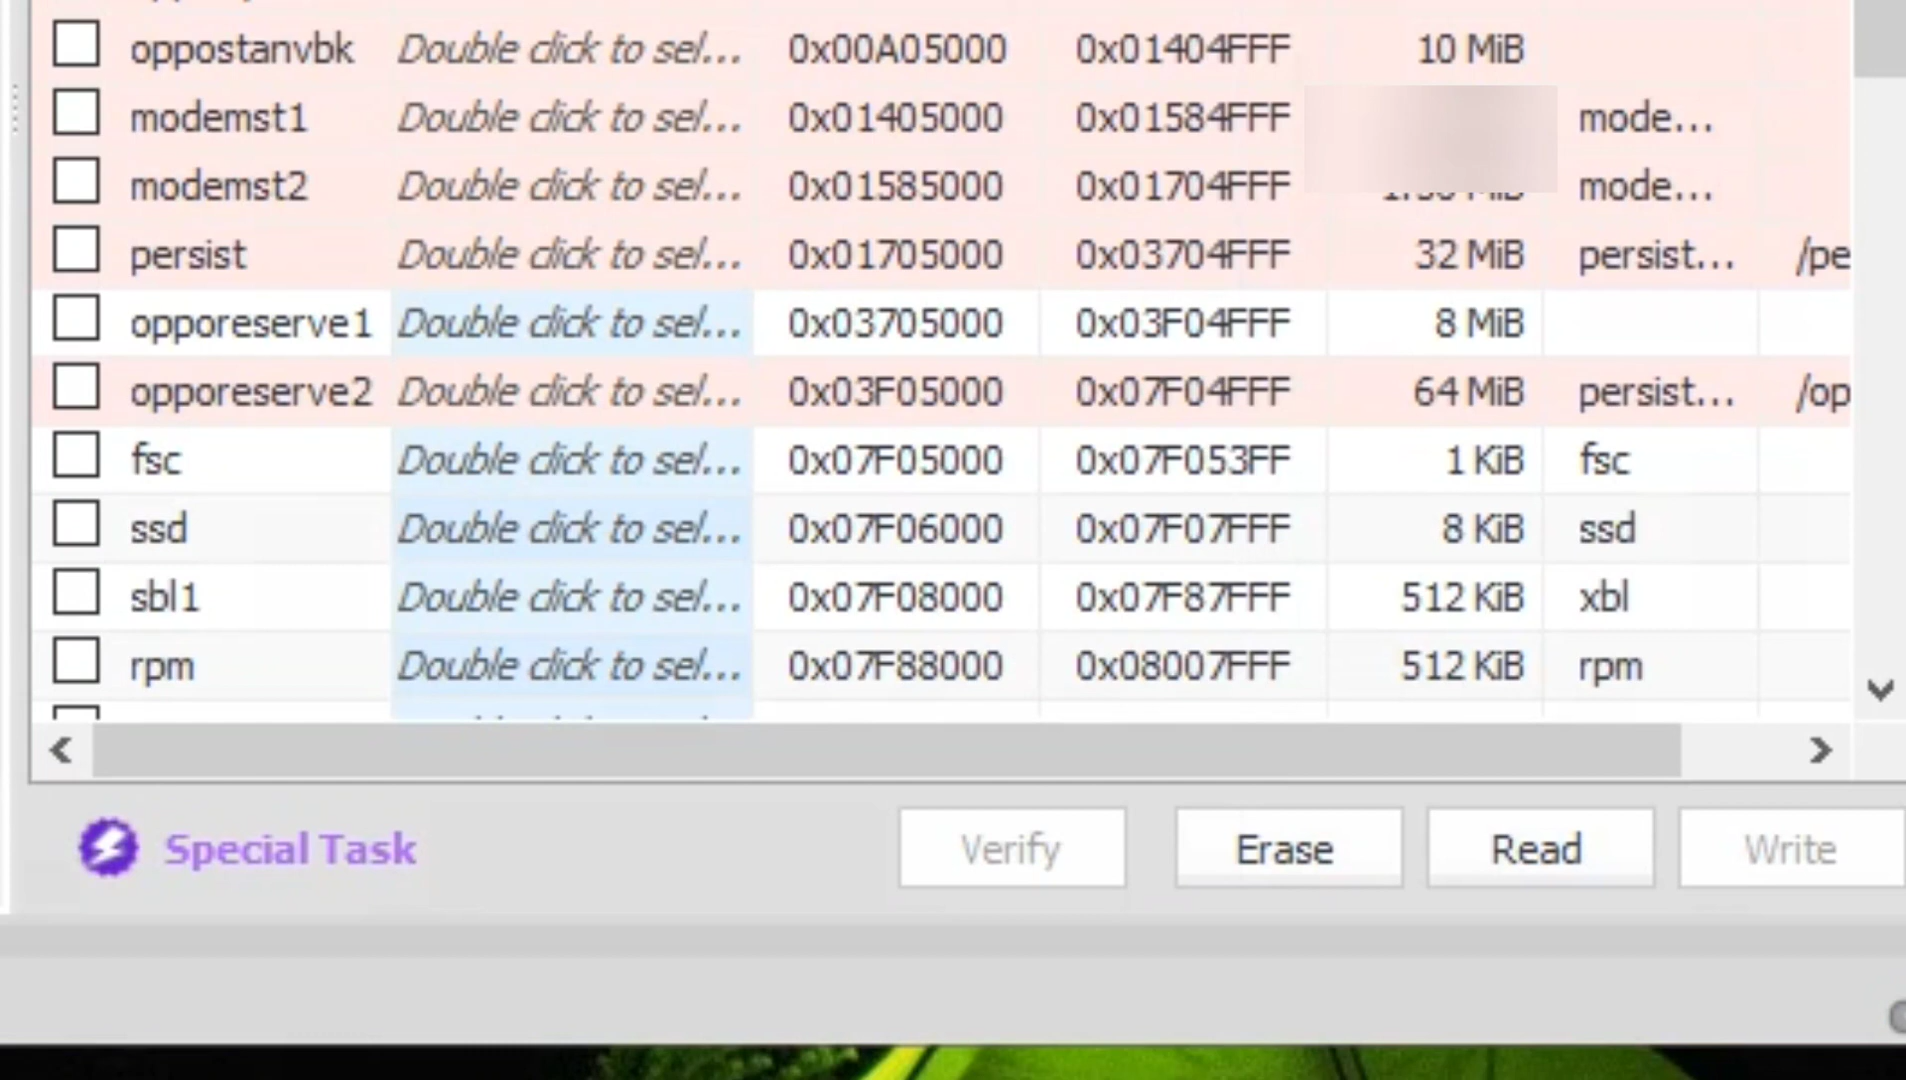 oppostanvbk Double click to sel... 0x00A05000 0x01404FFF 10 MiB
modemst1 Double click to sel... 0x01405000 0x01584FFF mode...
modemst2 Double click to sel... 0x01585000 0x01704FFF mode...
persist Double click to sel... 0x01705000 0x03704FFF 32 MiB persist... /pe
opporeserve1 Double click to sel... 0x03705000 0x03F04FFF 8 MiB
opporeserve2 Double click to sel... 0x03F05000 0x07F04FFF 64 MiB persist... /op
fsc Double click to sel... 0x07F05000 0x07F053FF 1 KiB fsc
ssd Double click to sel... 0x07F06000 0x07F07FFF 8 KiB ssd
sbl1 Double click to sel... 0x07F08000 0x07F87FFF 512 KiB xbl
rpm Double click to sel... 0x07F88000 0x08007FFF 512 KiB rpm
Special Task Verify Erase Read Write